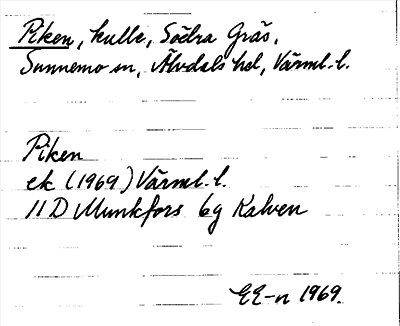 Piken, kulle, Södra Gräs,
Sunnemo sn, Älvdals hd, Värml. l.
Piken
ek (1969) Värml. l.
11 D Munkfors 6g Kalven
EE-n 1969.